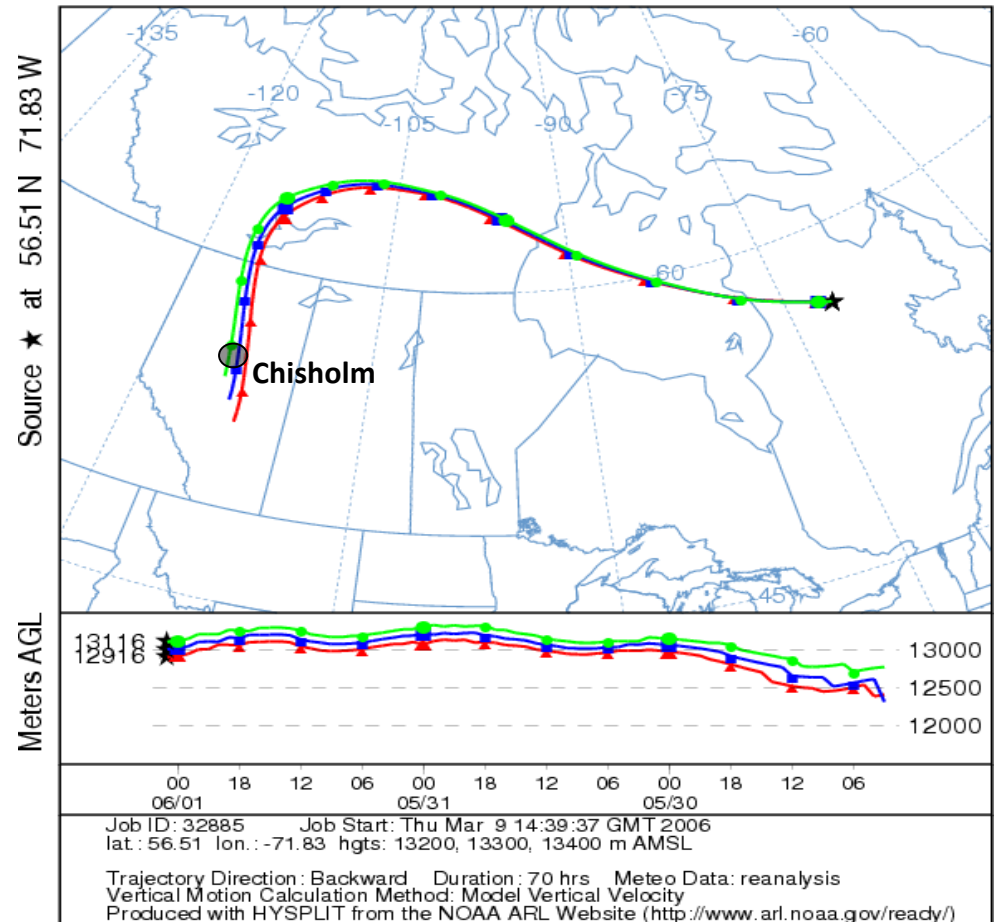 Source ★ at 56.51 N 71.83 W
-135
-60
-120
-75
-105
-90
-60
Chisholm
-45
Meters AGL
13116
12916
13000
12500
12000
00 18 12 06 00 18 12 06 00 18 12 06
06/01 05/31 05/30
Job ID: 32885 Job Start: Thu Mar 9 14:39:37 GMT 2006
lat.: 56.51 lon.: -71.83 hgts: 13200, 13300, 13400 m AMSL
Trajectory Direction: Backward Duration: 70 hrs Meteo Data: reanalysis
Vertical Motion Calculation Method: Model Vertical Velocity
Produced with HYSPLIT from the NOAA ARL Website (http://www.arl.noaa.gov/ready/)